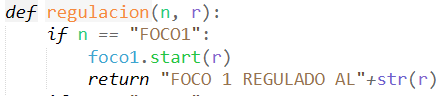 def regulacion(n, r):
    if n == "FOCO1":
        foco1.start(r)
        return "FOCO 1 REGULADO AL"+str(r)